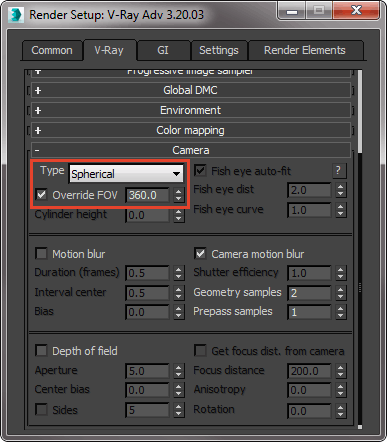 Render Setup: V-Ray Adv 3.20.03
Common V-Ray GI Settings Render Elements
+ Progressive image sampler
+ Global DMC
+ Environment
+ Color mapping
- Camera
Type Spherical Fish eye auto-fit ?
Override FOV 360.0 Fish eye dist 2.0
Cylinder height 0.0 Fish eye curve 1.0
Motion blur Camera motion blur
Duration (frames) 0.5 Shutter efficiency 1.0
Interval center 0.5 Geometry samples 2
Bias 0.0 Prepass samples 1
Depth of field Get focus dist. from camera
Aperture 5.0 Focus distance 200.0
Center bias 0.0 Anisotropy 0.0
Sides 5 Rotation 0.0